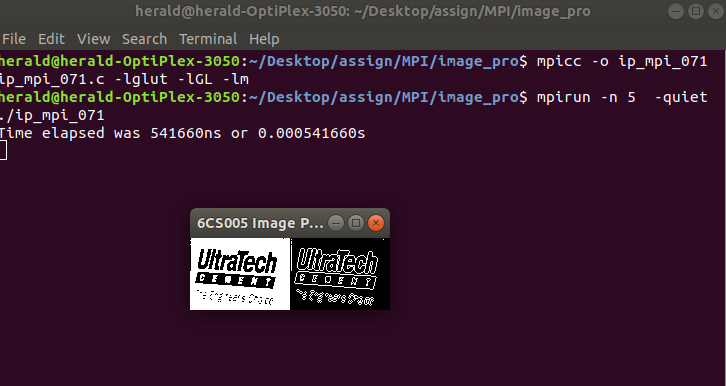 herald@herald-OptiPlex-3050: ~/Desktop/assign/MPI/image_pro
File Edit View Search Terminal Help
herald@herald-OptiPlex-3050:~/Desktop/assign/MPI/image_pro$ mpicc -o ip_mpi_071
ip_mpi_071.c -lglut -lGL -lm
herald@herald-OptiPlex-3050:~/Desktop/assign/MPI/image_pro$ mpirun -n 5  -quiet
./ip_mpi_071
Time elapsed was 541660ns or 0.000541660s
6CS005 Image P...
UltraTech UltraTech
CEMENT CEMENT
The Engineer's Choice The Engineer's Choice